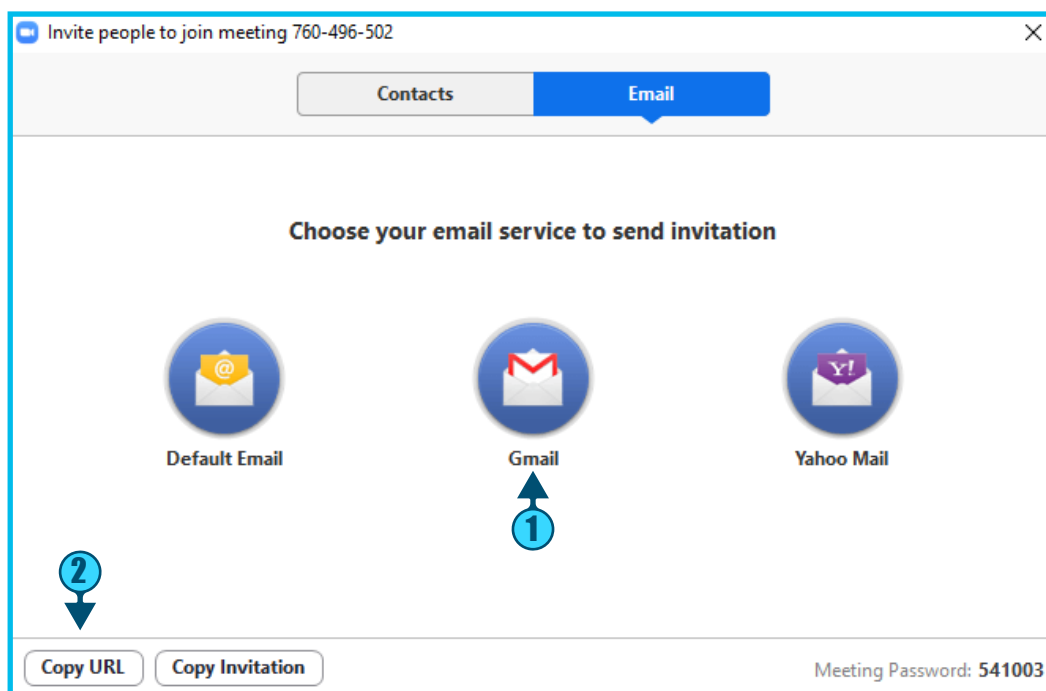 Invite people to join meeting 760-496-502
Contacts
Email
Choose your email service to send invitation
@
Y!
Default Email
Gmail
Yahoo Mail
1
2
Copy URL
Copy Invitation
Meeting Password: 541003